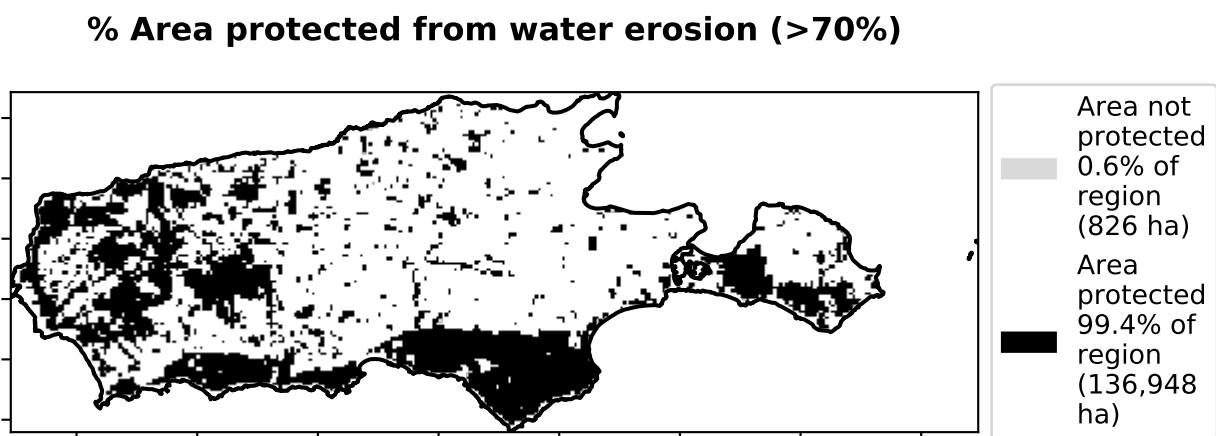 % Area protected from water erosion (>70%)
Area not
protected
0.6% of
region
(826 ha)
Area
protected
99.4% of
region
(136,948
ha)